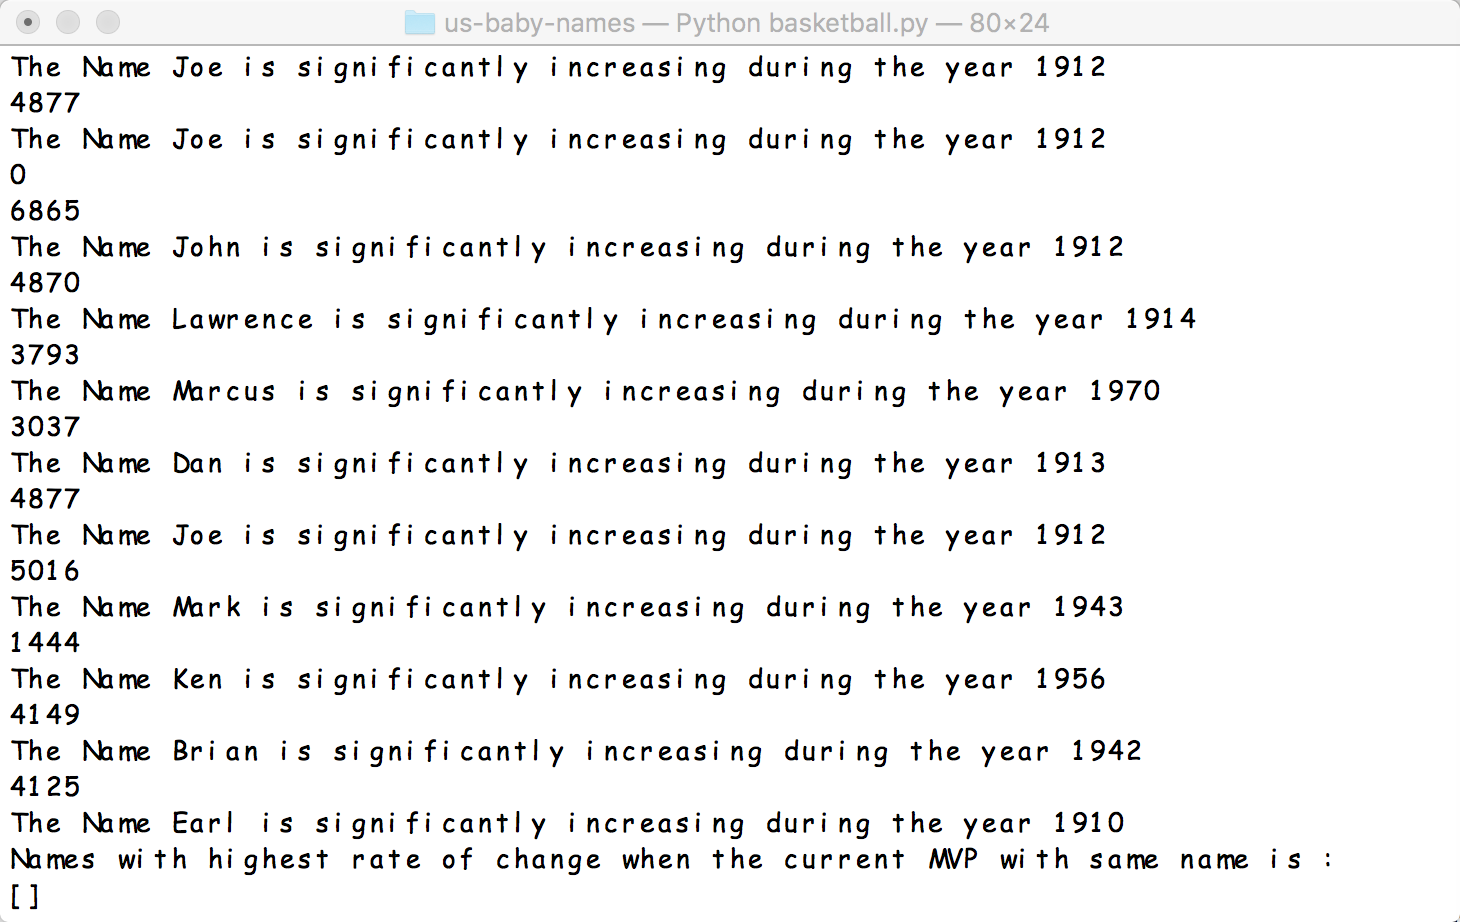 us-baby-names — Python basketball.py — 80×24
The Name Joe is significantly increasing during the year 1912
4877
The Name Joe is significantly increasing during the year 1912
0
6865
The Name John is significantly increasing during the year 1912
4870
The Name Lawrence is significantly increasing during the year 1914
3793
The Name Marcus is significantly increasing during the year 1970
3037
The Name Dan is significantly increasing during the year 1913
4877
The Name Joe is significantly increasing during the year 1912
5016
The Name Mark is significantly increasing during the year 1943
1444
The Name Ken is significantly increasing during the year 1956
4149
The Name Brian is significantly increasing during the year 1942
4125
The Name Earl is significantly increasing during the year 1910
Names with highest rate of change when the current MVP with same name is :
[]